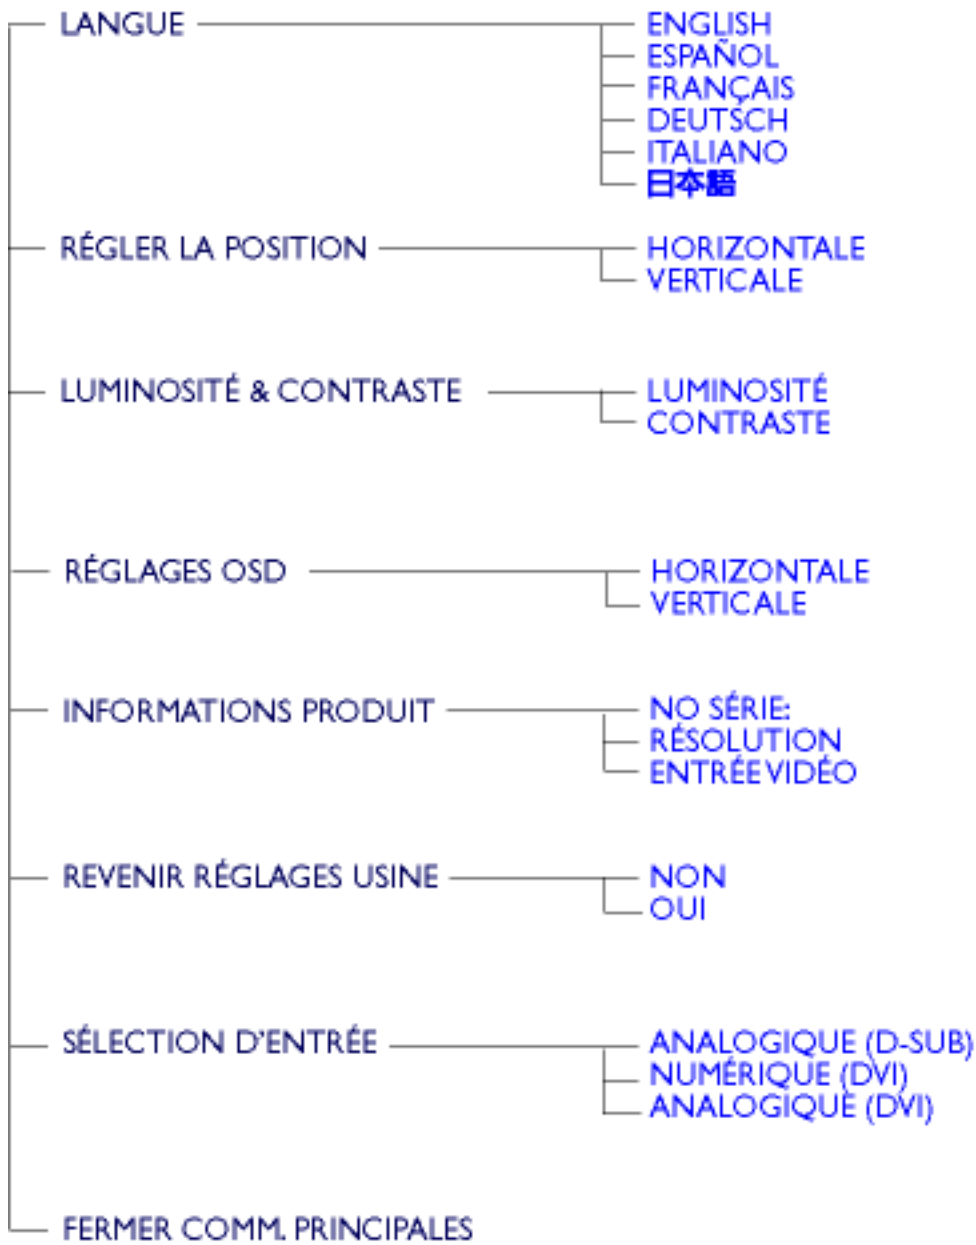 LANGUE ENGLISH
ESPAÑOL
FRANÇAIS
DEUTSCH
ITALIANO
日本語
RÉGLER LA POSITION HORIZONTALE
VERTICALE
LUMINOSITÉ & CONTRASTE LUMINOSITÉ
CONTRASTE
RÉGLAGES OSD HORIZONTALE
VERTICALE
INFORMATIONS PRODUIT NO SÉRIE:
RÉSOLUTION
ENTRÉE VIDÉO
REVENIR RÉGLAGES USINE NON
OUI
SÉLECTION D'ENTRÉE ANALOGIQUE (D-SUB)
NUMÉRIQUE (DVI)
ANALOGIQUE (DVI)
FERMER COMM. PRINCIPALES